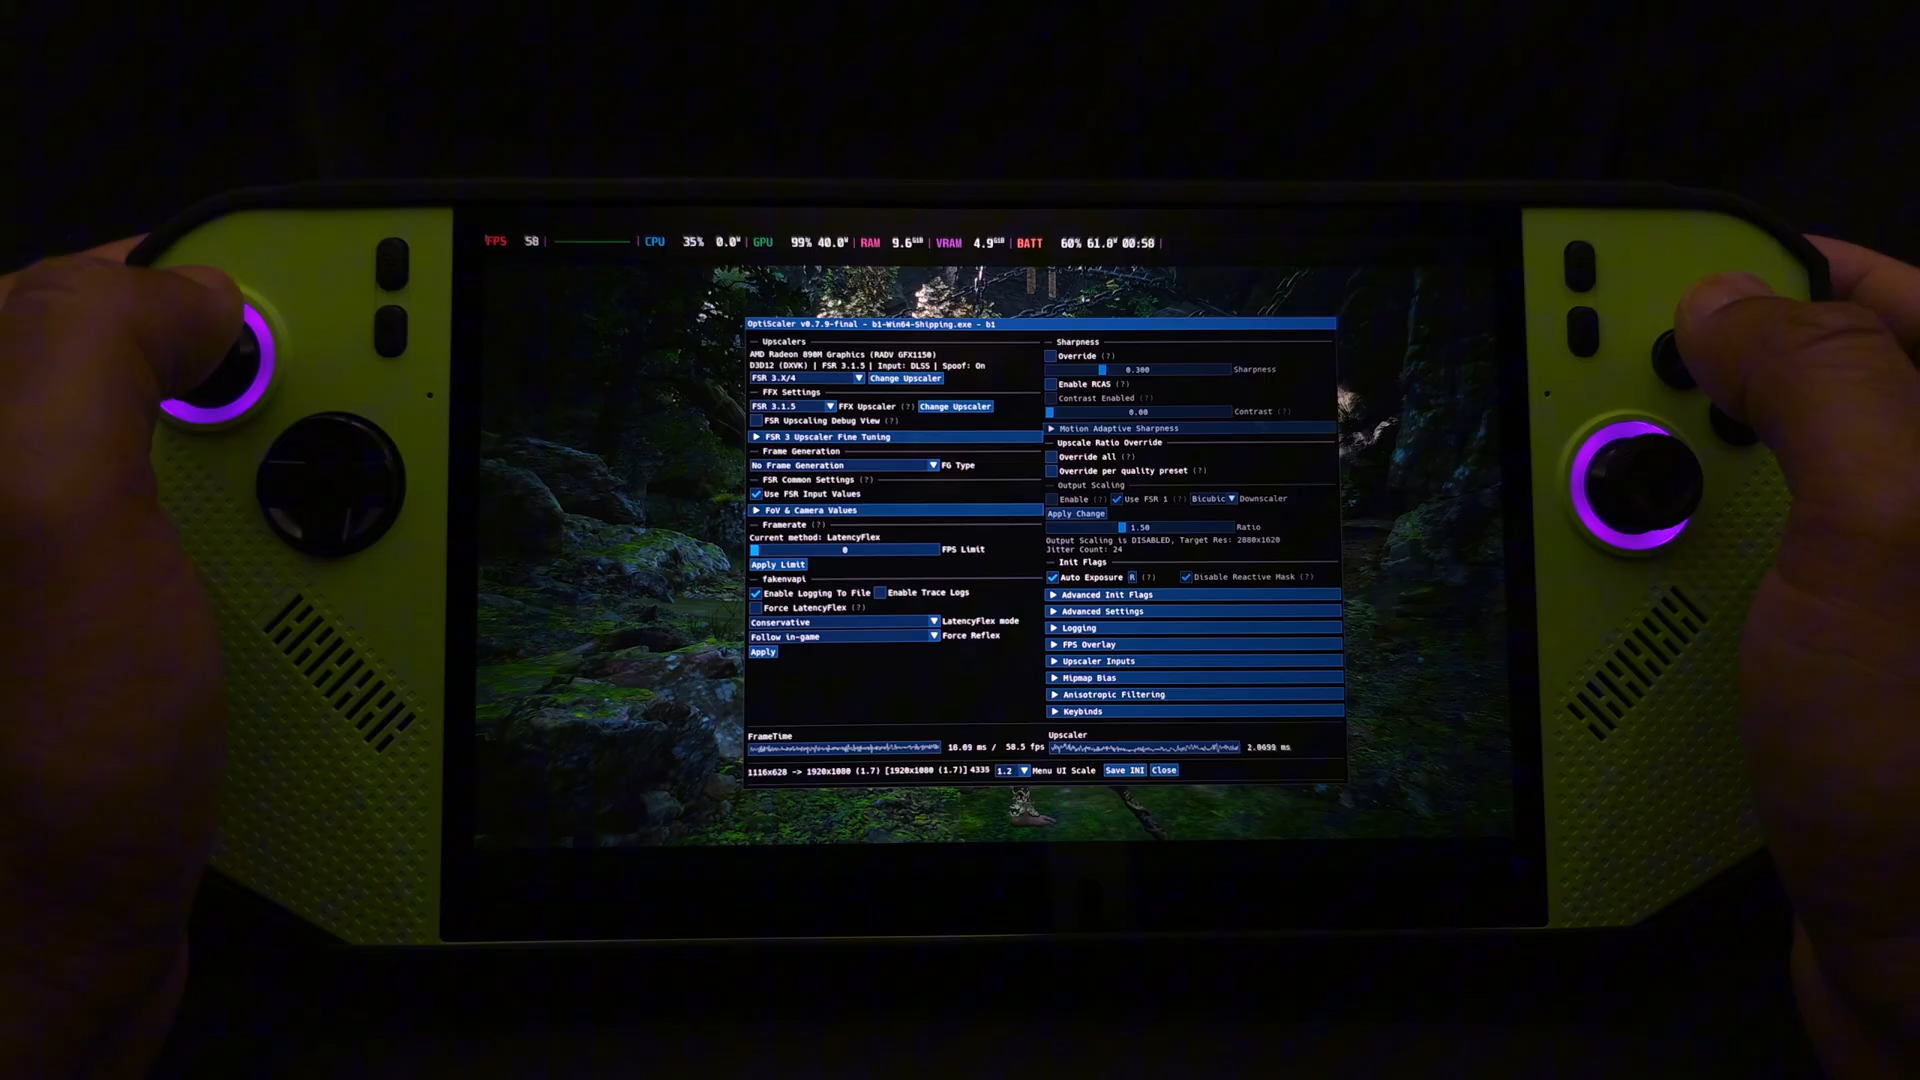 FPS 58 CPU 35% 0.0W GPU 99% 40.0W RAM 9.6GiB VRAM 4.9GiB BATT 60% 61.8W 00:58
OptiScaler v0.7.9-final - b1-Win64-Shipping.exe - b1
Upscalers
AMD Radeon 890M Graphics (RADV GFX1150)
D3D12 (DXVK) | FSR 3.1.5 | Input: DLSS | Spoof: On
FSR 3.X/4 Change Upscaler
FFX Settings
FSR 3.1.5 FFX Upscaler (?) Change Upscaler
FSR Upscaling Debug View (?)
FSR 3 Upscaler Fine Tuning
Frame Generation
No Frame Generation FG Type
FSR Common Settings (?)
Use FSR Input Values
FoV & Camera Values
Framerate (?)
Current method: LatencyFlex
0 FPS Limit
Apply Limit
fakenvapi
Enable Logging To File Enable Trace Logs
Force LatencyFlex (?)
Conservative LatencyFlex mode
Follow in-game Force Reflex
Apply
Sharpness
Override (?)
0.300 Sharpness
Enable RCAS (?)
Contrast Enabled (?)
0.00 Contrast (?)
Motion Adaptive Sharpness
Upscale Ratio Override
Override all (?)
Override per quality preset (?)
Output Scaling
Enable (?) Use FSR 1 (?) Bicubic Downscaler
Apply Change
1.50 Ratio
Output Scaling is DISABLED, Target Res: 2880x1620
Jitter Count: 24
Init Flags
Auto Exposure R (?) Disable Reactive Mask (?)
Advanced Init Flags
Advanced Settings
Logging
FPS Overlay
Upscaler Inputs
Mipmap Bias
Anisotropic Filtering
Keybinds
FrameTime Upscaler
ms / 58.5 fps 2.0699 ms
1116x628 -> 1920x1080 (1.7) [1920x1080 (1.7)] 4335 1.2 Menu UI Scale Save INI Close